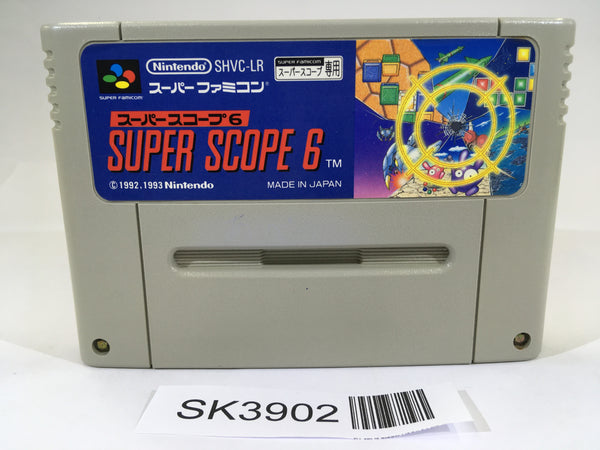 SUPER FAMICOM
Nintendo® SHVC-LR
スーパーファミコン®
SUPER FAMICOM
スーパースコープ専用
スーパースコープ6
SUPER SCOPE 6 TM
© 1992,1993 Nintendo
MADE IN JAPAN
SK3902